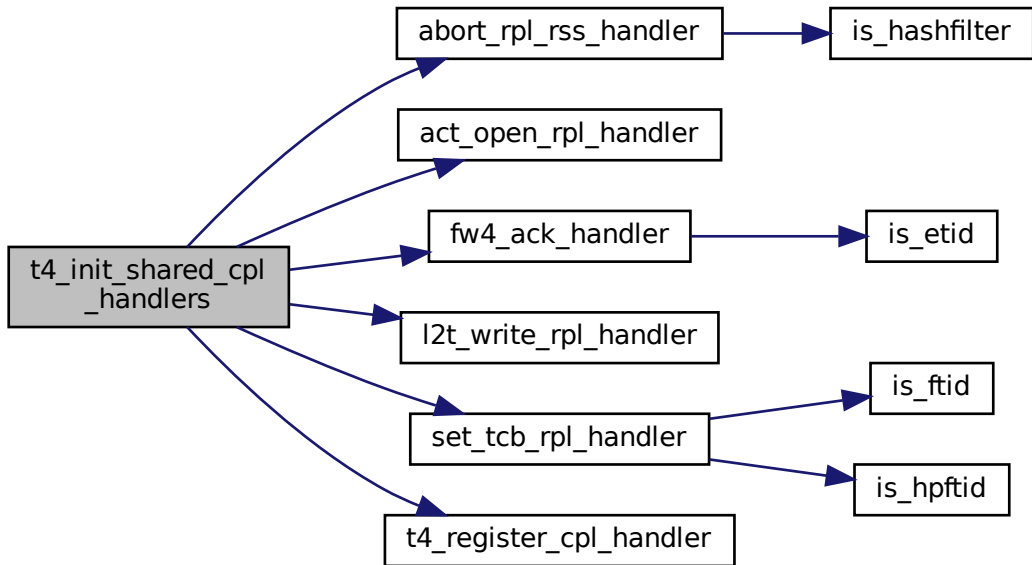 abort_rpl_rss_handler
is_hashfilter
act_open_rpl_handler
fw4_ack_handler
is_etid
t4_init_shared_cpl
_handlers
l2t_write_rpl_handler
is_ftid
set_tcb_rpl_handler
is_hpftid
t4_register_cpl_handler